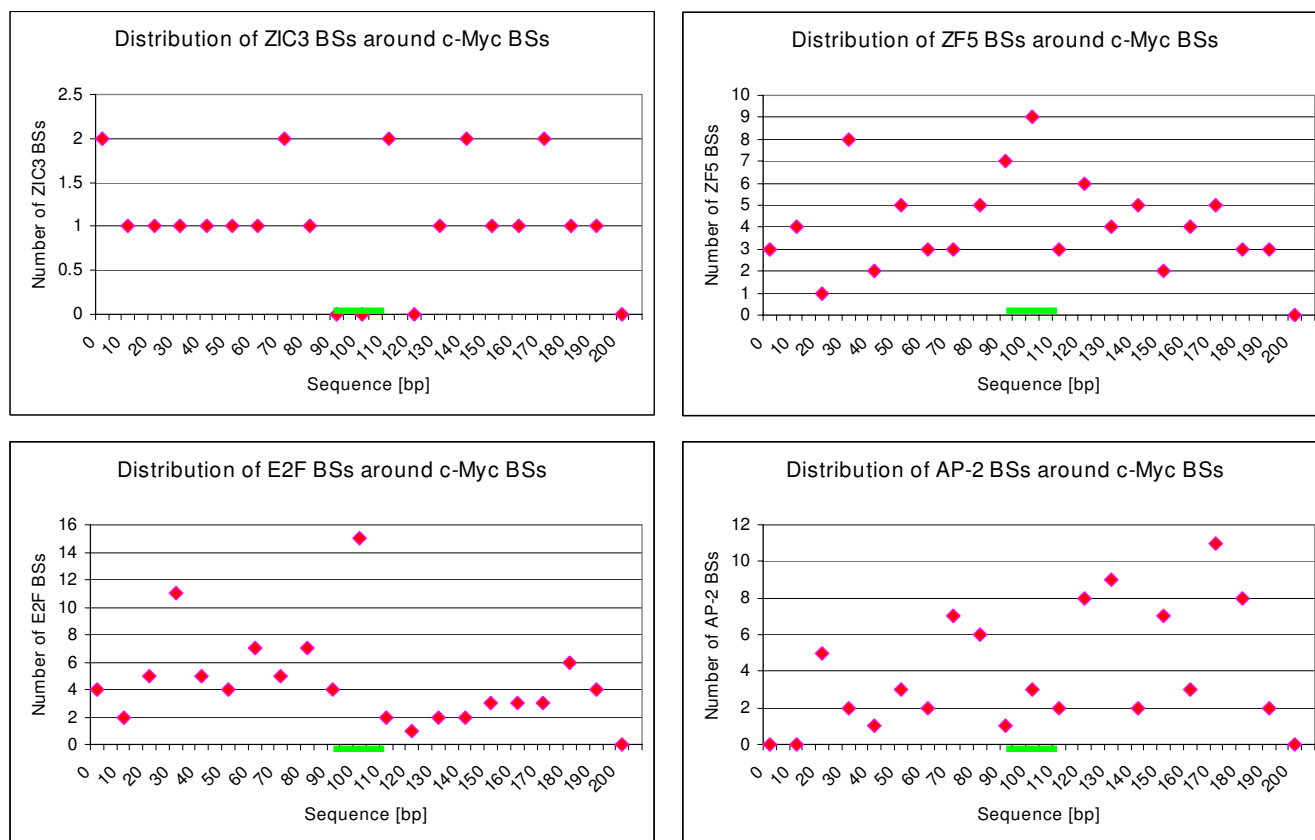 Distribution of ZIC3 BSs around c-Myc BSs
Number of ZIC3 BSs
2.5
2
1.5
1
0.5
0
0 10 20 30 40 50 60 70 80 90 100 110 120 130 140 150 160 170 180 190 200
Sequence [bp]
Distribution of ZF5 BSs around c-Myc BSs
Number of ZF5 BSs
10
9
8
7
6
5
4
3
2
1
0
0 10 20 30 40 50 60 70 80 90 100 110 120 130 140 150 160 170 180 190 200
Sequence [bp]
Distribution of E2F BSs around c-Myc BSs
Number of E2F BSs
16
14
12
10
8
6
4
2
0
0 10 20 30 40 50 60 70 80 90 100 110 120 130 140 150 160 170 180 190 200
Sequence [bp]
Distribution of AP-2 BSs around c-Myc BSs
Number of AP-2 BSs
12
10
8
6
4
2
0
0 10 20 30 40 50 60 70 80 90 100 110 120 130 140 150 160 170 180 190 200
Sequence [bp]